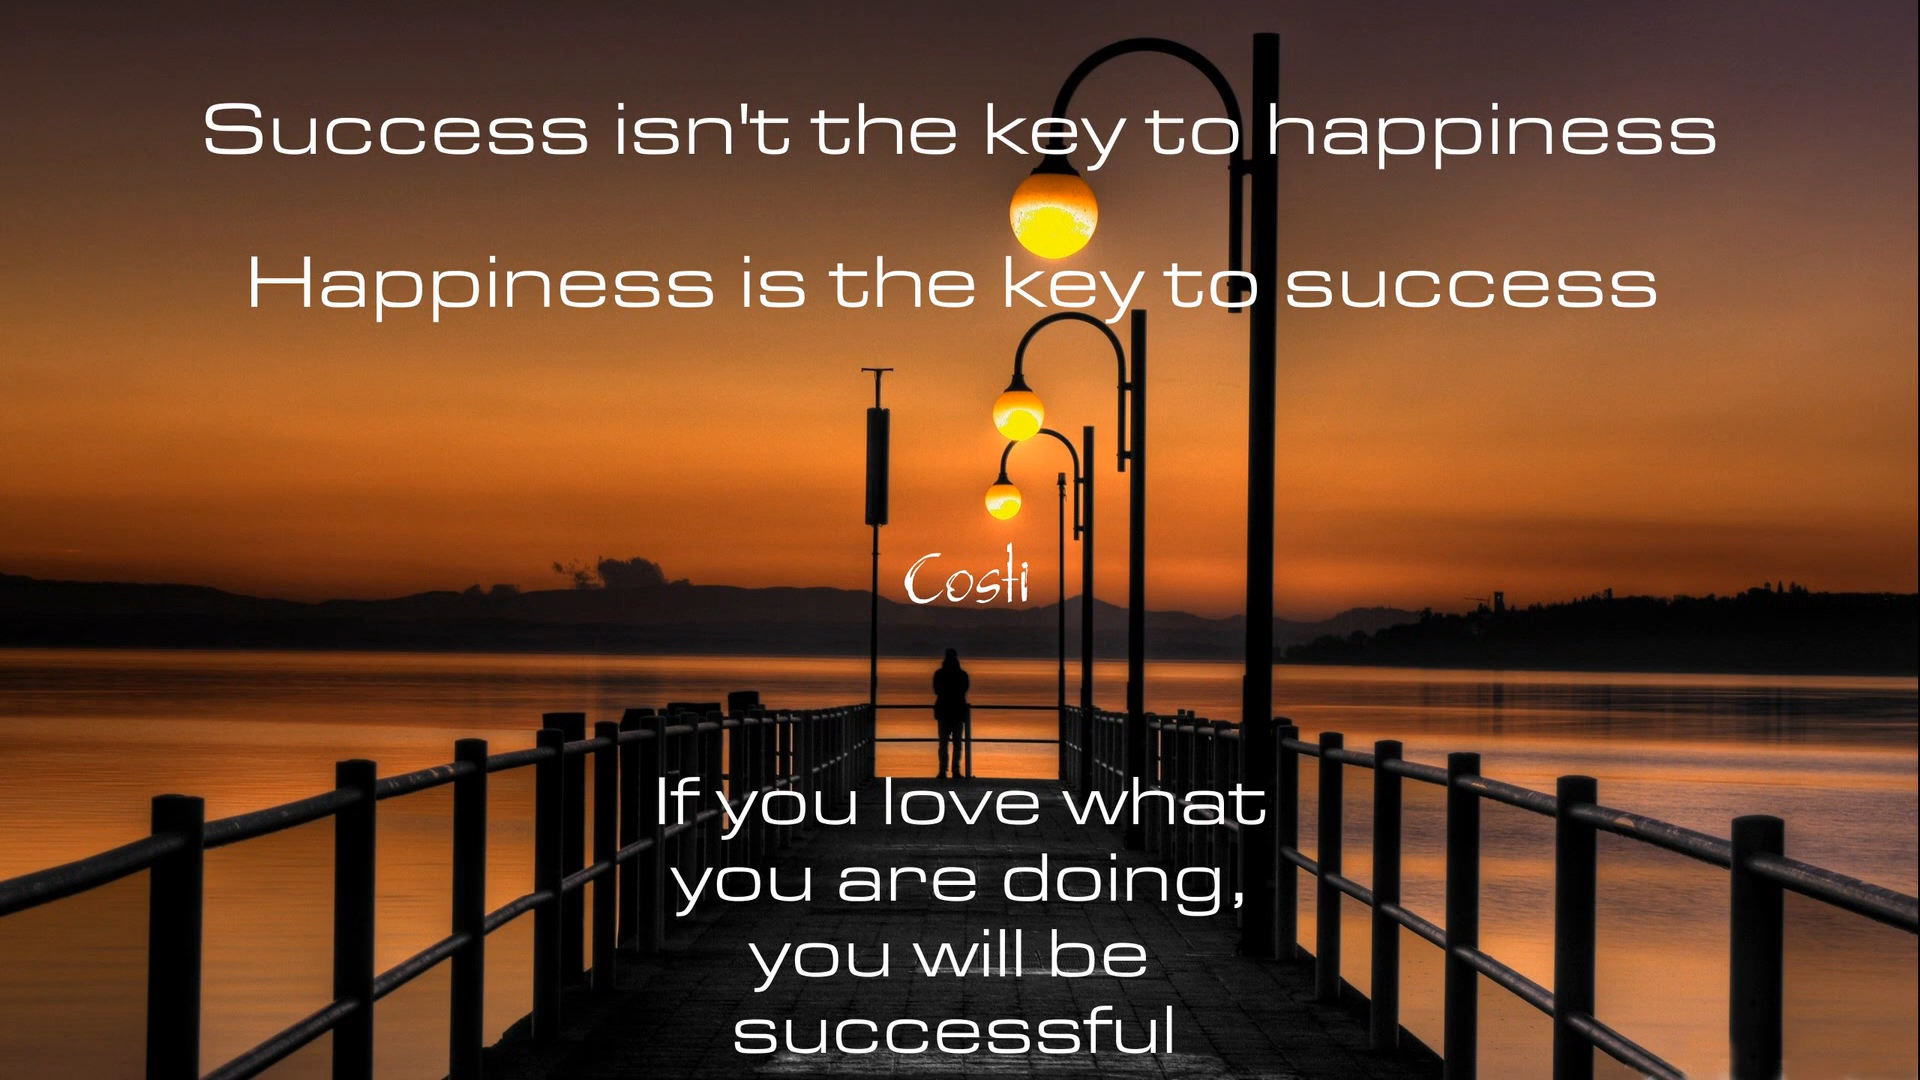 Success isn't the key to happiness
Happiness is the key to success
Costi
If you love what
you are doing,
you will be
successful